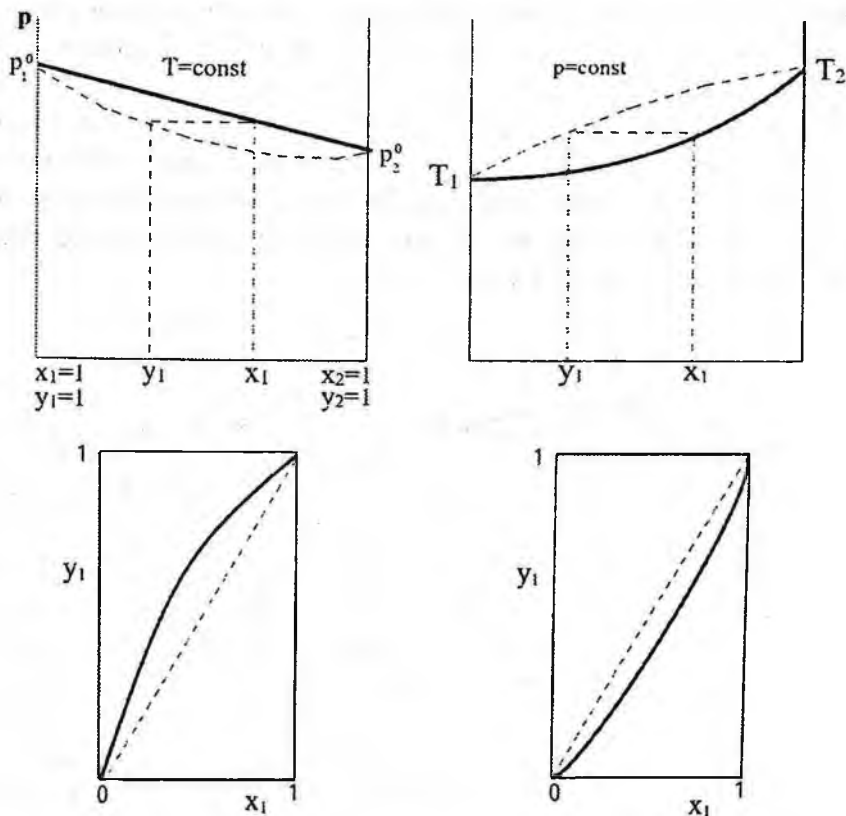 p
p₁⁰
T=const
p₂⁰
x₁=1
y₁=1
y₁
x₁
x₂=1
y₂=1
p=const
T₂
T₁
y₁
x₁
1
y₁
0
x₁
1
1
y₁
0
x₁
1